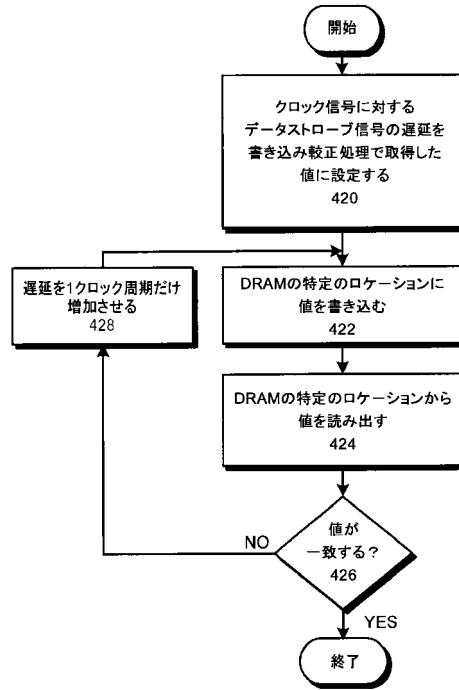 開始
クロック信号に対する
データストローブ信号の遅延を
書き込み較正処理で取得した
値に設定する
420
遅延を1クロック周期だけ
増加させる
428
DRAMの特定のロケーションに
値を書き込む
422
DRAMの特定のロケーションから
値を読み出す
424
値が
一致する?
426
NO
YES
終了